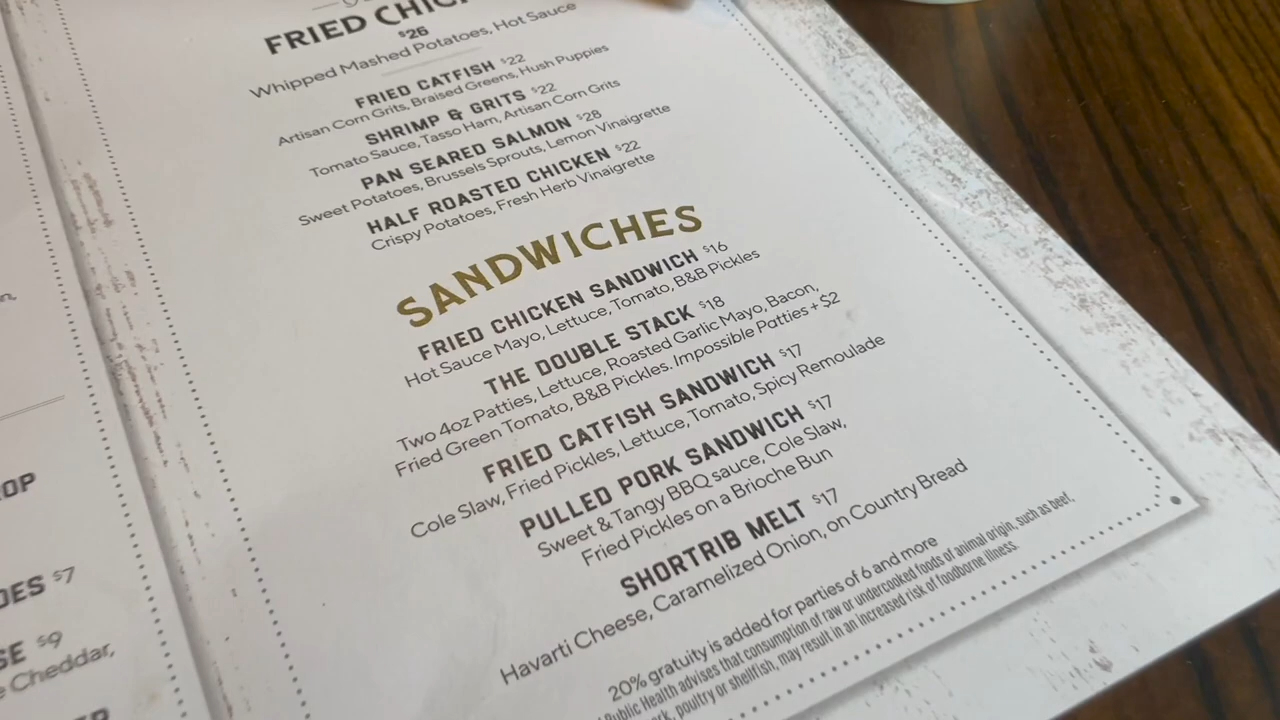 FRIED
$26
Whipped Mashed Potatoes, Hot Sauce
FRIED CATFISH $22
Artisan Corn Grits, Braised Greens, Hush Puppies
SHRIMP & GRITS $22
Tomato Sauce, Tasso Ham, Artisan Corn Grits
PAN SEARED SALMON $28
Sweet Potatoes, Brussels Sprouts, Lemon Vinaigrette
HALF ROASTED CHICKEN $22
Crispy Potatoes, Fresh Herb Vinaigrette
SANDWICHES
FRIED CHICKEN SANDWICH $16
Hot Sauce Mayo, Lettuce, Tomato, B&B Pickles
THE DOUBLE STACK $18
Two 4oz Patties, Lettuce, Roasted Garlic Mayo, Bacon,
Fried Green Tomato, B&B Pickles. Impossible Patties + $2
FRIED CATFISH SANDWICH $17
Cole Slaw, Fried Pickles, Lettuce, Tomato, Spicy Remoulade
PULLED PORK SANDWICH $17
Sweet & Tangy BBQ sauce, Cole Slaw,
Fried Pickles on a Brioche Bun
SHORTRIB MELT $17
Havarti Cheese, Caramelized Onion, on Country Bread
20% gratuity is added for parties of 6 and more
Public Health advises that consumption of raw or undercooked foods of animal origin, such as beef,
poultry or shellfish, may result in an increased risk of foodborne illness.
$7
$9
Cheddar,